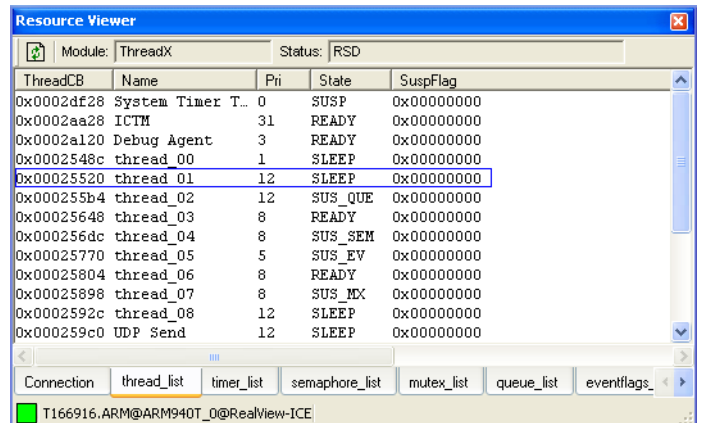 Resource Viewer
Module: ThreadX Status: RSD
ThreadCB Name Pri State SuspFlag
0x0002df28 System Timer T... 0 SUSP 0x00000000
0x0002aa28 ICTM 31 READY 0x00000000
0x0002a120 Debug Agent 3 READY 0x00000000
0x0002548c thread_00 1 SLEEP 0x00000000
0x00025520 thread_01 12 SLEEP 0x00000000
0x000255b4 thread_02 12 SUS_QUE 0x00000000
0x00025648 thread_03 8 READY 0x00000000
0x000256dc thread_04 8 SUS_SEM 0x00000000
0x00025770 thread_05 5 SUS_EV 0x00000000
0x00025804 thread_06 8 READY 0x00000000
0x00025898 thread_07 8 SUS_MX 0x00000000
0x0002592c thread_08 12 SLEEP 0x00000000
0x000259c0 UDP Send 12 SLEEP 0x00000000
Connection thread_list timer_list semaphore_list mutex_list queue_list eventflags_
T166916.ARM@ARM940T_0@RealView-ICE